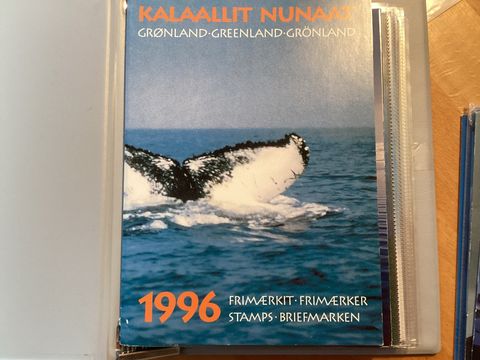 KALAALLIT NUNAAT
GRØNLAND·GREENLAND·GRÖNLAND
1996 FRIMÆRKIT·FRIMÆRKER
STAMPS·BRIEFMARKEN